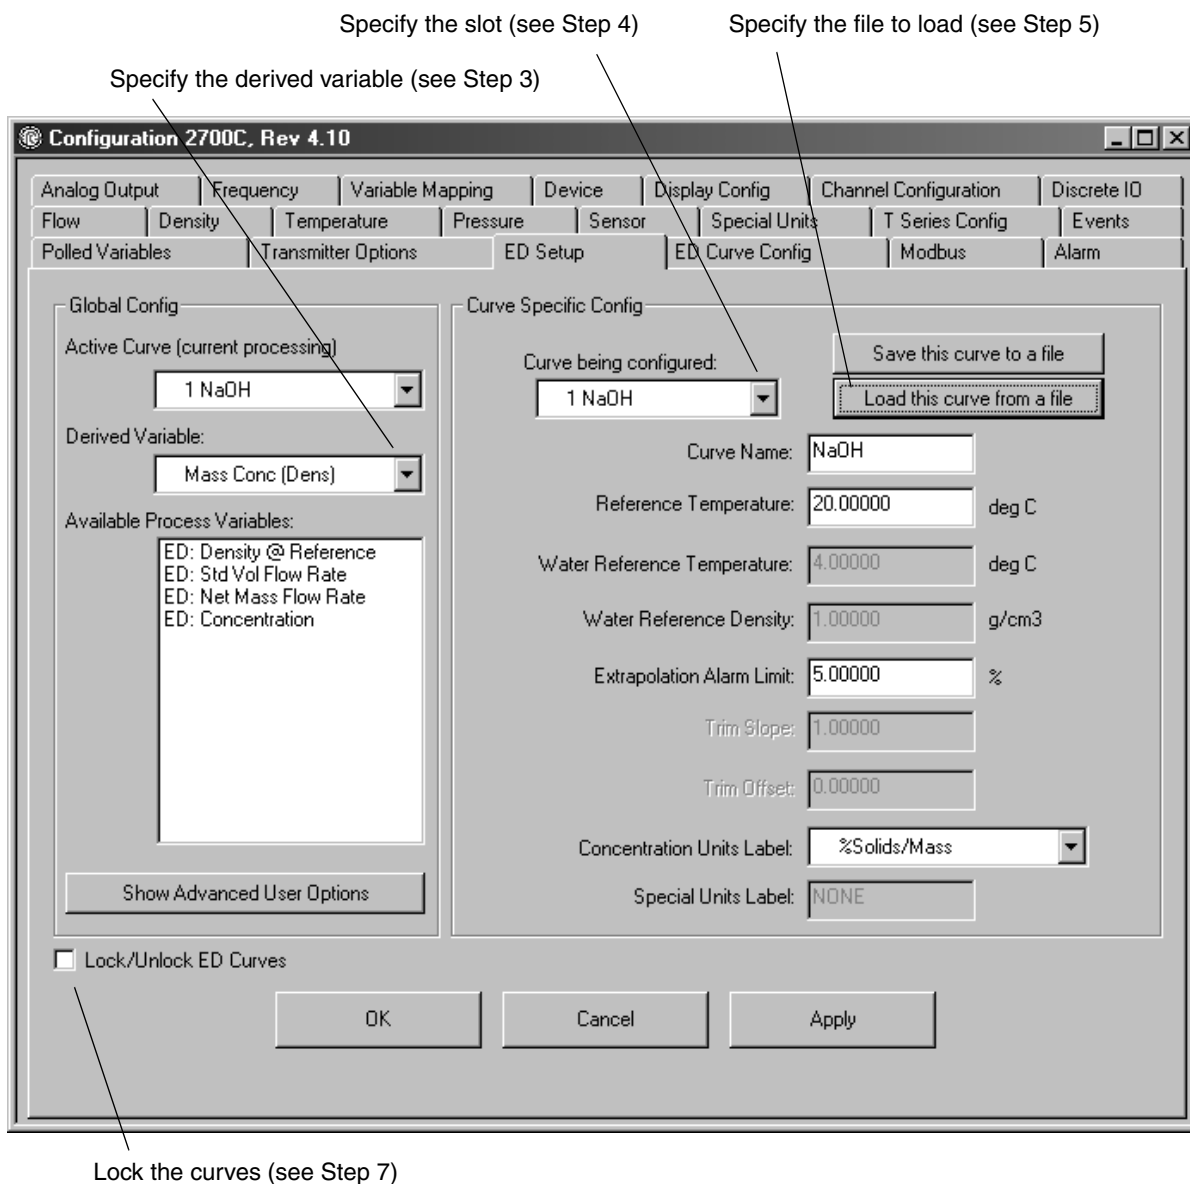 Specify the slot (see Step 4)
Specify the file to load (see Step 5)
Specify the derived variable (see Step 3)
Configuration 2700C, Rev 4.10
Analog Output
Frequency
Variable Mapping
Device
Display Config
Channel Configuration
Discrete IO
Flow
Density
Temperature
Pressure
Sensor
Special Units
T Series Config
Events
Polled Variables
Transmitter Options
ED Setup
ED Curve Config
Modbus
Alarm
Global Config
Active Curve (current processing)
1 NaOH
Derived Variable:
Mass Conc (Dens)
Available Process Variables:
ED: Density @ Reference
ED: Std Vol Flow Rate
ED: Net Mass Flow Rate
ED: Concentration
Show Advanced User Options
Curve Specific Config
Curve being configured:
1 NaOH
Save this curve to a file
Load this curve from a file
Curve Name: NaOH
Reference Temperature: 20.00000 deg C
Water Reference Temperature: 4.00000 deg C
Water Reference Density: 1.00000 g/cm3
Extrapolation Alarm Limit: 5.00000 %
Trim Slope: 1.00000
Trim Offset: 0.00000
Concentration Units Label: %Solids/Mass
Special Units Label: NONE
Lock/Unlock ED Curves
OK
Cancel
Apply
Lock the curves (see Step 7)